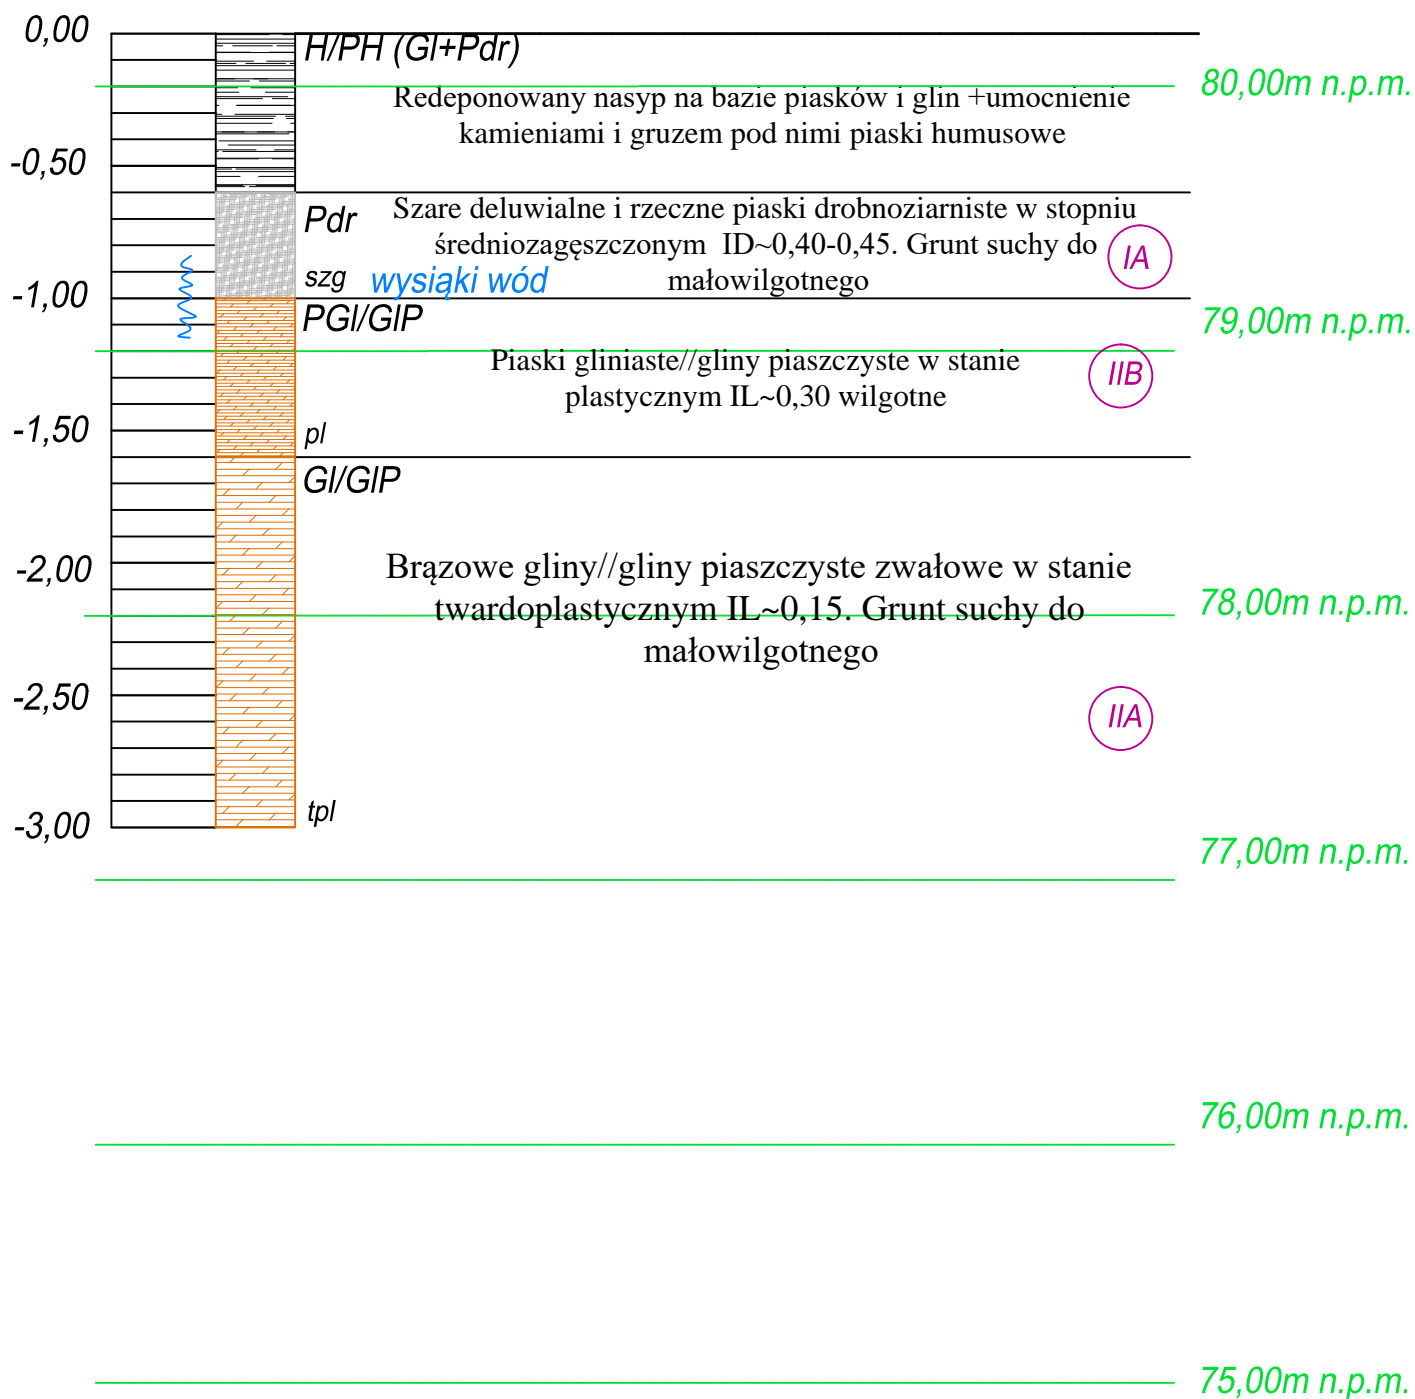 0,00
H/PH (Gl+Pdr)
80,00m n.p.m.
Redeponowany nasyp na bazie piasków i glin +umocnienie
kamieniami i gruzem pod nimi piaski humusowe
-0,50
Pdr
Szare deluwialne i rzeczne piaski drobnoziarniste w stopniu
średniozagęszczonym ID~0,40-0,45. Grunt suchy do
małowilgotnego
IA
szg
wysiąki wód
-1,00
PGl/GlP
79,00m n.p.m.
Piaski gliniaste//gliny piaszczyste w stanie
plastycznym IL~0,30 wilgotne
IIB
-1,50
pl
Gl/GlP
-2,00
Brązowe gliny//gliny piaszczyste zwałowe w stanie
twardoplastycznym IL~0,15. Grunt suchy do
małowilgotnego
78,00m n.p.m.
-2,50
IIA
tpl
-3,00
77,00m n.p.m.
76,00m n.p.m.
75,00m n.p.m.